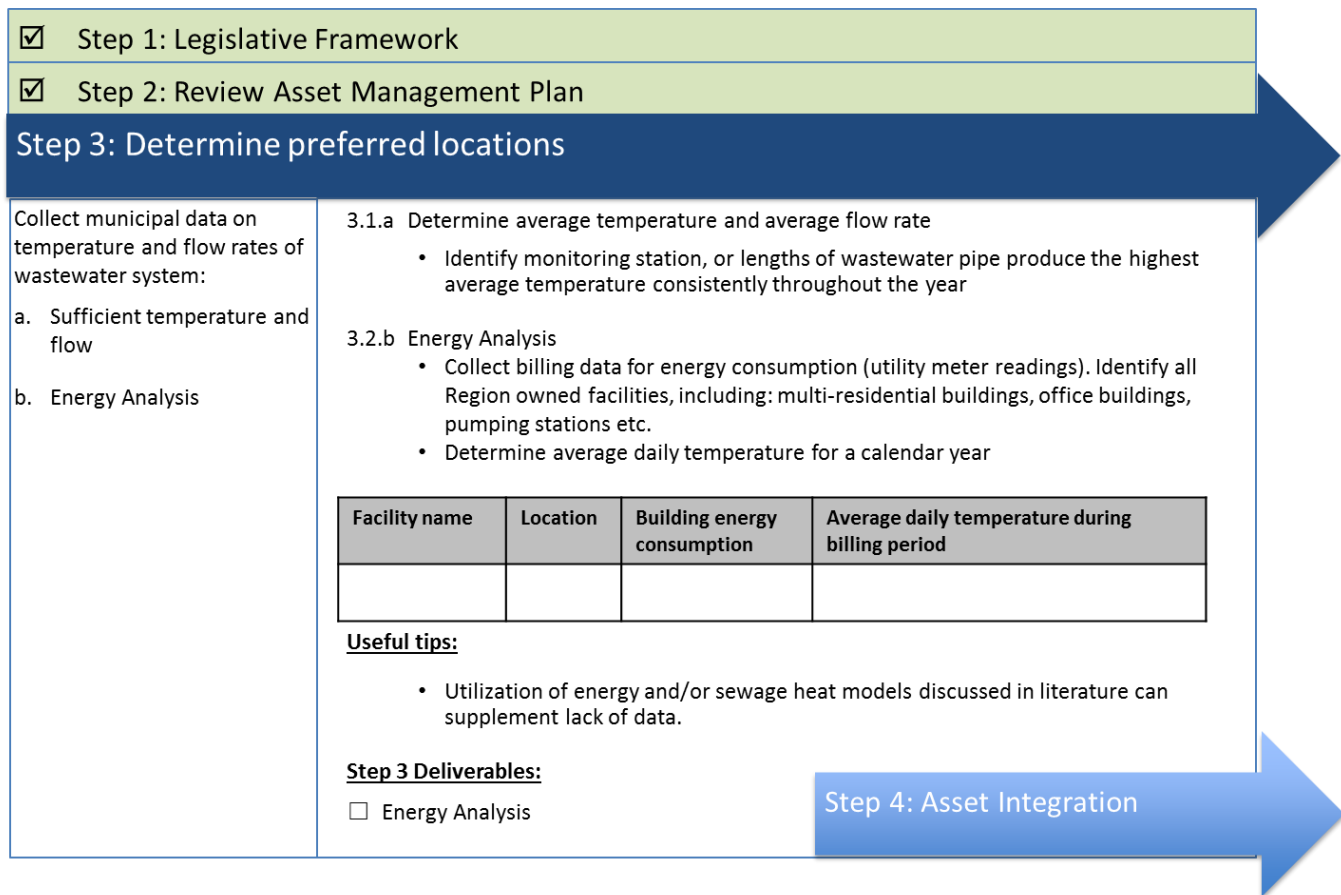 ☑ Step 1: Legislative Framework
☑ Step 2: Review Asset Management Plan
Step 3: Determine preferred locations
Collect municipal data on
temperature and flow rates of
wastewater system:
a. Sufficient temperature and
flow
b. Energy Analysis
3.1.a Determine average temperature and average flow rate
• Identify monitoring station, or lengths of wastewater pipe produce the highest
average temperature consistently throughout the year
3.2.b Energy Analysis
• Collect billing data for energy consumption (utility meter readings). Identify all
Region owned facilities, including: multi-residential buildings, office buildings,
pumping stations etc.
• Determine average daily temperature for a calendar year
Facility name
Location
Building energy
consumption
Average daily temperature during
billing period
Useful tips:
• Utilization of energy and/or sewage heat models discussed in literature can
supplement lack of data.
Step 3 Deliverables:
☐ Energy Analysis
Step 4: Asset Integration